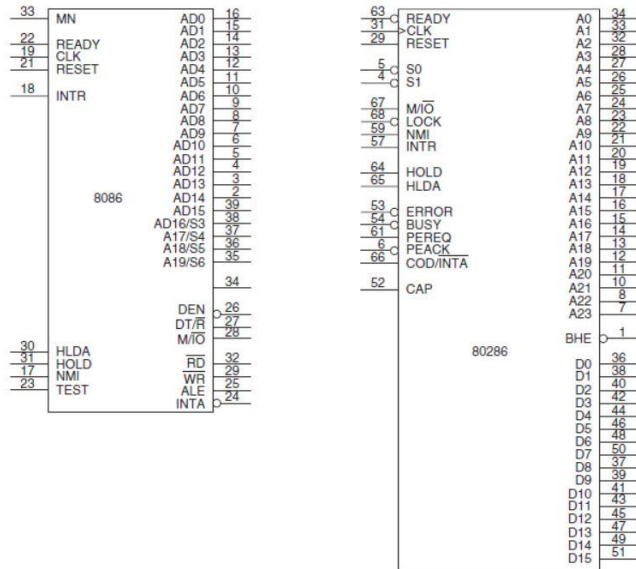 33 MN
22 READY
19 CLK
21 RESET
18 INTR
8086
30 HLDA
31 HOLD
17 NMI
23 TEST
AD0 16
AD1 15
AD2 14
AD3 13
AD4 12
AD5 11
AD6 10
AD7 9
AD8 8
AD9 7
AD10 6
AD11 5
AD12 4
AD13 3
AD14 2
AD15 39
AD16/S3 38
A17/S4 37
A18/S5 36
A19/S6 35
34
DEN 26
DT/R̅ 27
M/I̅O̅ 28
R̅D̅ 32
W̅R̅ 29
ALE 25
INTA 24
63 READY
31 CLK
29 RESET
5 S0
4 S1
67 M/I̅O̅
68 LOCK
59 NMI
57 INTR
64 HOLD
65 HLDA
53 ERROR
54 BUSY
61 PEREQ
6 PEACK
66 COD/I̅N̅T̅A̅
52 CAP
80286
A0 34
A1 33
A2 32
A3 28
A4 27
A5 26
A6 25
A7 24
A8 23
A9 22
A10 21
A11 20
A12 19
A13 18
A14 17
A15 16
A16 15
A17 14
A18 13
A19 12
A20 11
A21 10
A22 8
A23 7
BHE 1
D0 36
D1 38
D2 40
D3 42
D4 44
D5 46
D6 48
D7 50
D8 37
D9 39
D10 41
D11 43
D12 45
D13 47
D14 49
D15 51